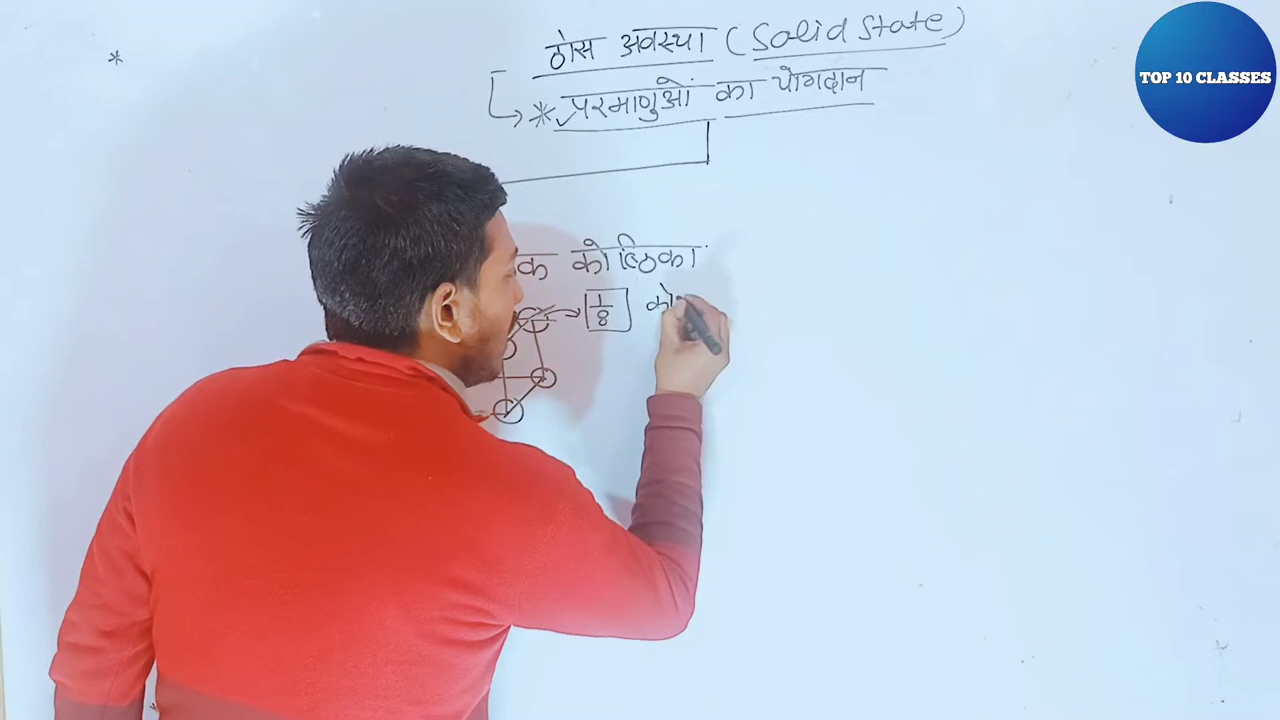 ठोस अवस्था (Solid State)
* परमाणुओं का योगदान
TOP 10 CLASSES
क कोष्ठिका
1/8